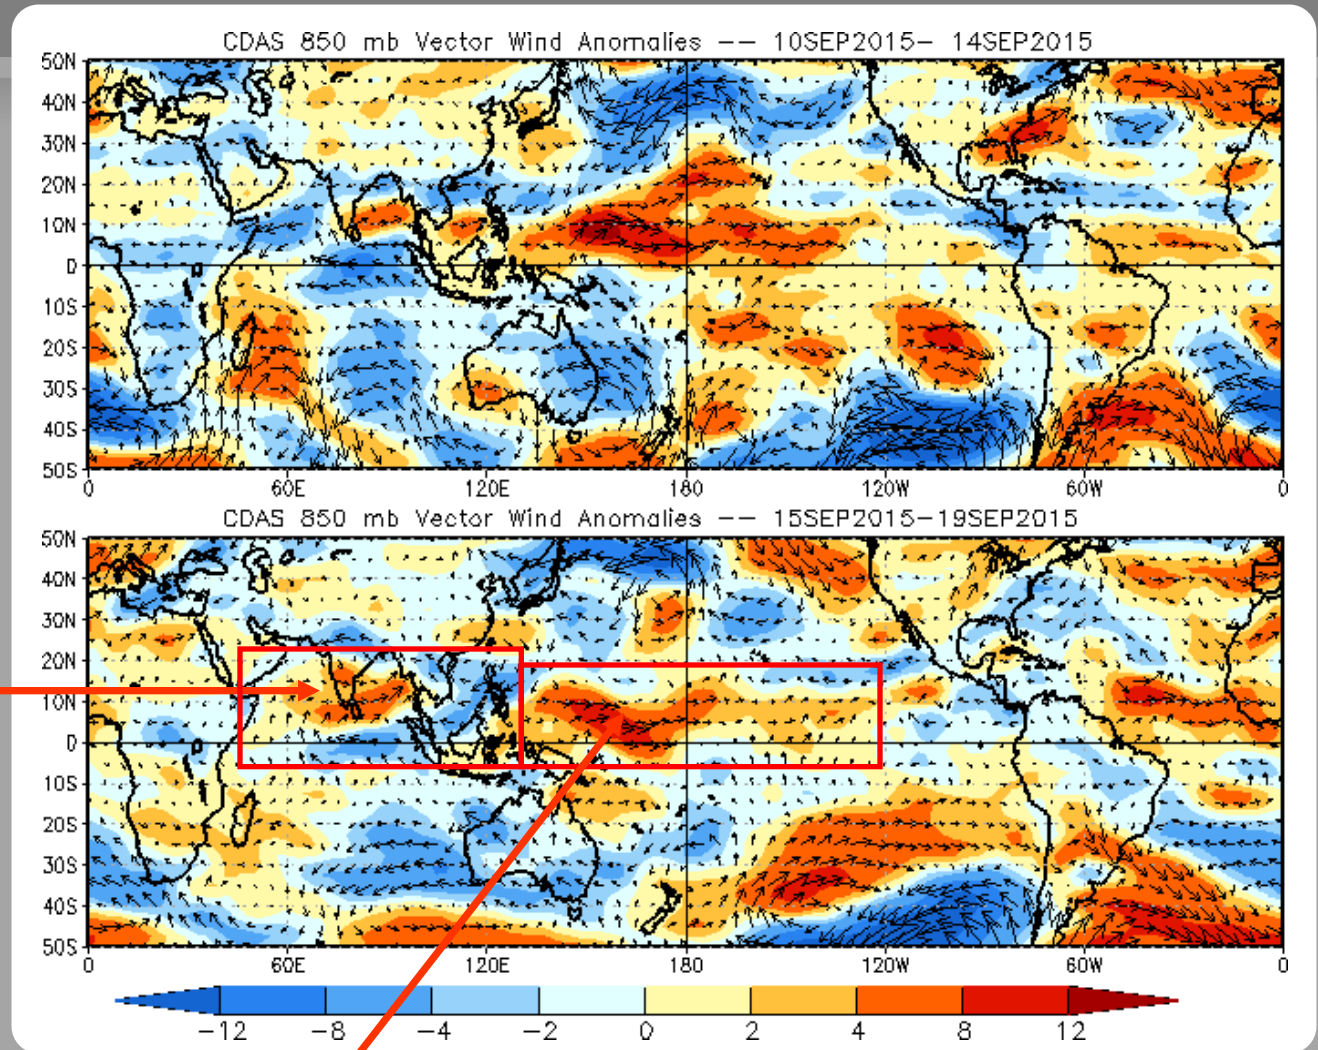 CDAS 850 mb Vector Wind Anomalies -- 10SEP2015- 14SEP2015
50N
40N
30N
20N
10N
0
10S
20S
30S
40S
50S
0 60E 120E 180 120W 60W 0
CDAS 850 mb Vector Wind Anomalies -- 15SEP2015-19SEP2015
50N
40N
30N
20N
10N
0
10S
20S
30S
40S
50S
0 60E 120E 180 120W 60W 0
-12 -8 -4 -2 0 2 4 8 12